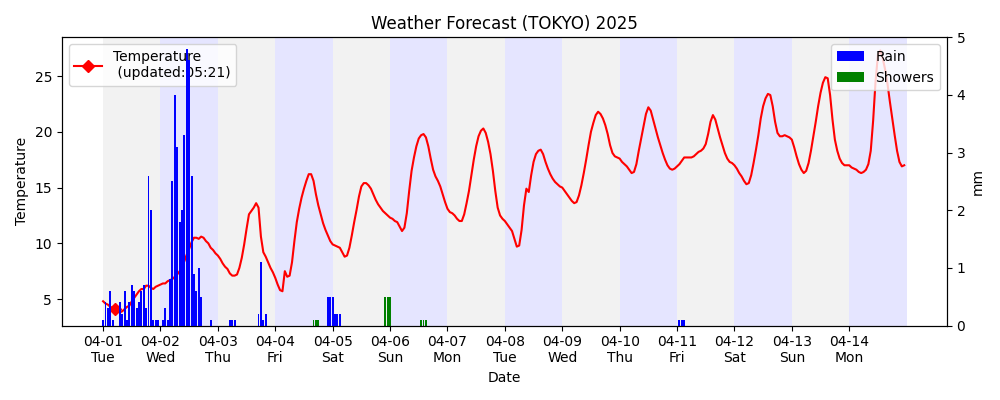 Weather Forecast (TOKYO) 2025
Temperature
(updated:05:21)
Rain
Showers
Temperature
25
20
15
10
5
5
4
3
2
1
0
mm
04-01 04-02 04-03 04-04 04-05 04-06 04-07 04-08 04-09 04-10 04-11 04-12 04-13 04-14
Tue Wed Thu Fri Sat Sun Mon Tue Wed Thu Fri Sat Sun Mon
Date